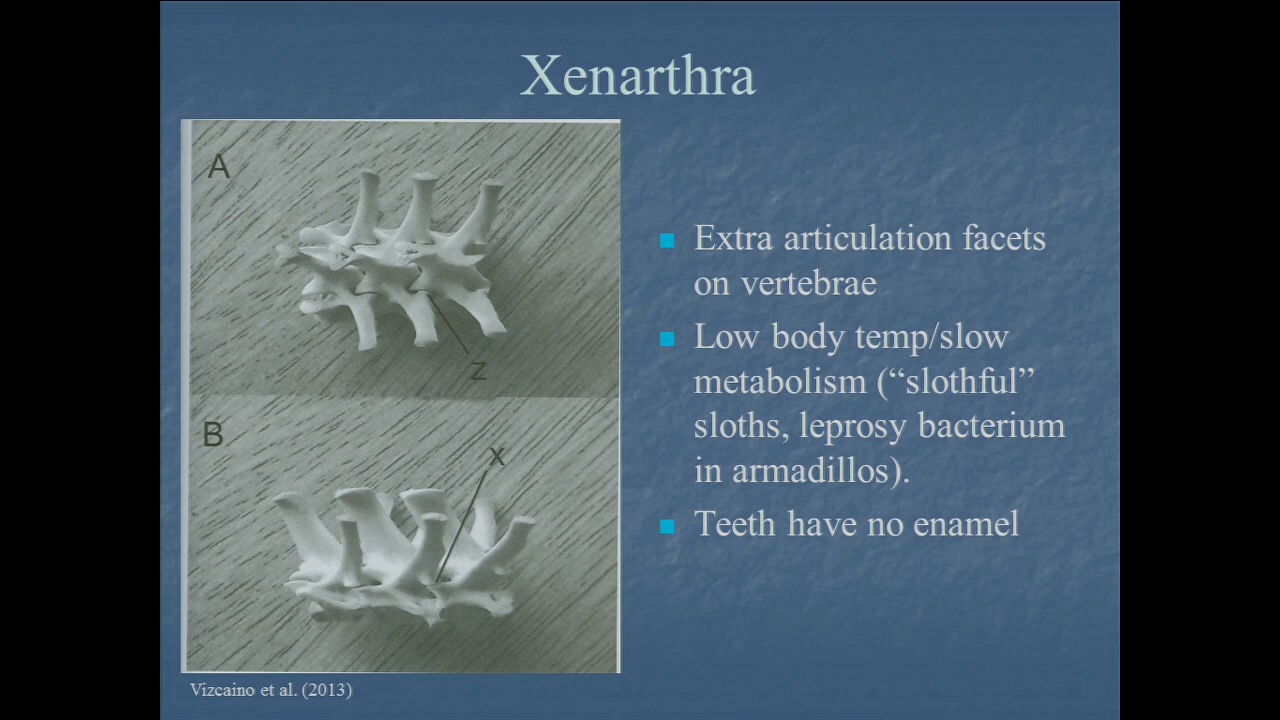 Xenarthra
A
z
B
x
Vizcaino et al. (2013)
Extra articulation facets
on vertebrae
Low body temp/slow
metabolism (“slothful”
sloths, leprosy bacterium
in armadillos).
Teeth have no enamel